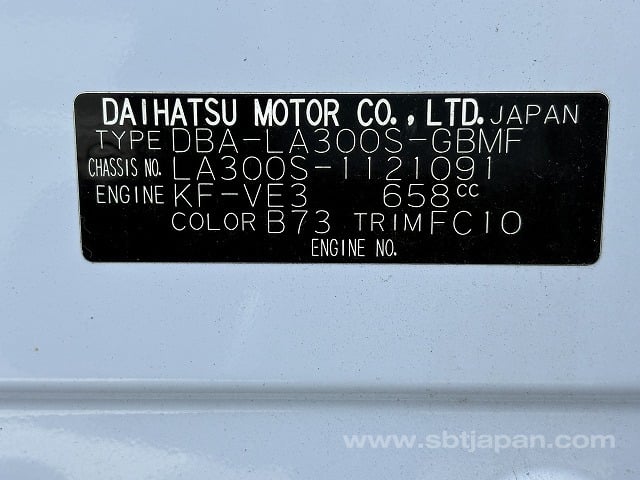 DAIHATSU MOTOR CO., LTD. JAPAN
TYPE DBA-LA300S-GBMF
CHASSIS NO. LA300S-1121091
ENGINE KF-VE3 658cc
COLOR B73 TRIM FC10
ENGINE NO.
www.sbtjapan.com